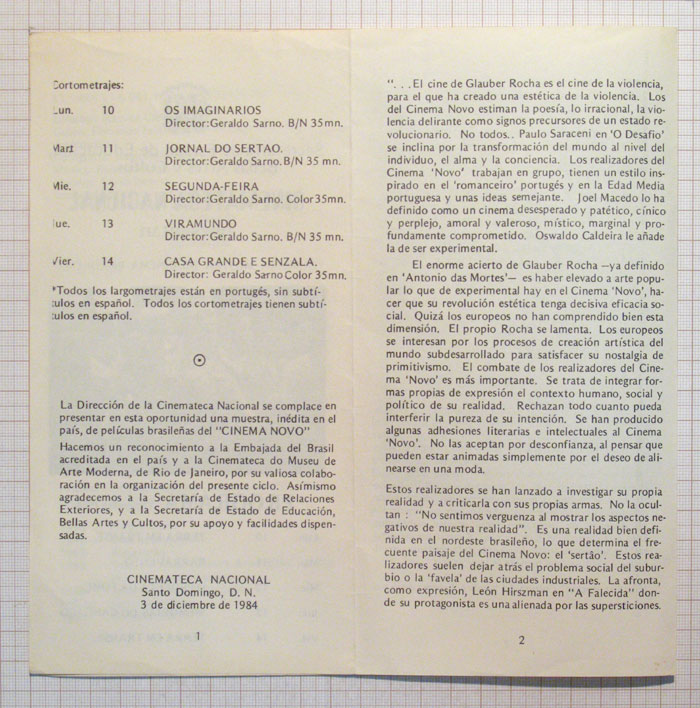 Cortometrajes:
Lun. 10 OS IMAGINARIOS
Director:Geraldo Sarno. B/N 35 mn.
Mart 11 JORNAL DO SERTAO.
Director:Geraldo Sarno. B/N 35 mn.
Mie. 12 SEGUNDA-FEIRA
Director:Geraldo Sarno. Color 35mn.
Jue. 13 VIRAMUNDO
Director:Geraldo Sarno. B/N 35 mn.
Vier. 14 CASA GRANDE E SENZALA.
Director: Geraldo Sarno Color 35mn.
*Todos los largometrajes están en portugés, sin subtí-
tulos en español. Todos los cortometrajes tienen subtí-
tulos en español.
La Dirección de la Cinemateca Nacional se complace en
presentar en esta oportunidad una muestra, inédita en el
país, de películas brasileñas del "CINEMA NOVO"
Hacemos un reconocimiento a la Embajada del Brasil
acreditada en el país y a la Cinemateca do Museu de
Arte Moderna, de Rio de Janeiro, por su valiosa colabo-
ración en la organización del presente ciclo. Asímismo
agradecemos a la Secretaría de Estado de Relaciones
Exteriores, y a la Secretaría de Estado de Educación,
Bellas Artes y Cultos, por su apoyo y facilidades dispen-
sadas.
CINEMATECA NACIONAL
Santo Domingo, D. N.
3 de diciembre de 1984
1
". . .El cine de Glauber Rocha es el cine de la violencia,
para el que ha creado una estética de la violencia. Los
del Cinema Novo estiman la poesía, lo irracional, la vio-
lencia delirante como signos precursores de un estado re-
volucionario. No todos.. Paulo Saraceni en 'O Desafio'
se inclina por la transformación del mundo al nivel del
individuo, el alma y la conciencia. Los realizadores del
Cinema 'Novo' trabajan en grupo, tienen un estilo ins-
pirado en el 'romanceiro' portugés y en la Edad Media
portuguesa y unas ideas semejante. Joel Macedo lo ha
definido como un cinema desesperado y patético, cínico
y perplejo, amoral y valeroso, místico, marginal y pro-
fundamente comprometido. Oswaldo Caldeira le añade
la de ser experimental.
El enorme acierto de Glauber Rocha —ya definido
en 'Antonio das Mortes'— es haber elevado a arte popu-
lar lo que de experimental hay en el Cinema 'Novo', ha-
cer que su revolución estética tenga decisiva eficacia so-
cial. Quizá los europeos no han comprendido bien esta
dimensión. El propio Rocha se lamenta. Los europeos
se interesan por los procesos de creación artística del
mundo subdesarrollado para satisfacer su nostalgia de
primitivismo. El combate de los realizadores del Cine-
ma 'Novo' es más importante. Se trata de integrar for-
mas propias de expresión el contexto humano, social y
político de su realidad. Rechazan todo cuanto pueda
interferir la pureza de su intención. Se han producido
algunas adhesiones literarias e intelectuales al Cinema
'Novo'. No las aceptan por desconfianza, al pensar que
pueden estar animadas simplemente por el deseo de ali-
nearse en una moda.
Estos realizadores se han lanzado a investigar su propia
realidad y a criticarla con sus propias armas. No la ocul-
tan : "No sentimos verguenza al mostrar los aspectos ne-
gativos de nuestra realidad". Es una realidad bien defi-
nida en el nordeste brasileño, lo que determina el fre-
cuente paisaje del Cinema Novo: el 'sertão'. Estos rea-
lizadores suelen dejar atrás el problema social del subur-
bio o la 'favela' de las ciudades industriales. La afronta,
como expresión, León Hirszman en "A Falecida" don-
de su protagonista es una alienada por las supersticiones.
2